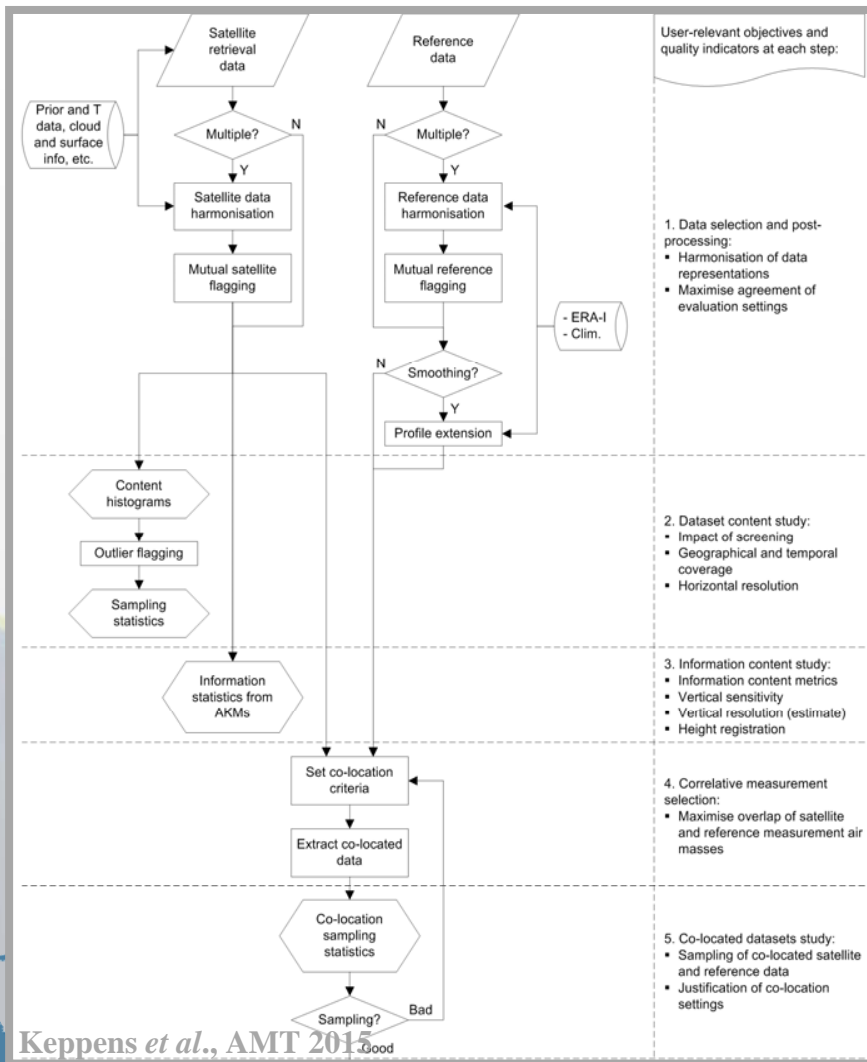 Satellite
retrieval
data
Reference
data
User-relevant objectives and
quality indicators at each step:
Prior and T
data, cloud
and surface
info, etc.
Multiple?
N
Y
N
Multiple?
Y
Satellite data
harmonisation
Reference data
harmonisation
Mutual satellite
flagging
Mutual reference
flagging
- ERA-I
- Clim.
N
Smoothing?
Y
Profile extension
1. Data selection and post-
processing:
▪ Harmonisation of data
representations
▪ Maximise agreement of
evaluation settings
Content
histograms
Outlier flagging
Sampling
statistics
2. Dataset content study:
▪ Impact of screening
▪ Geographical and temporal
coverage
▪ Horizontal resolution
Information
statistics from
AKMs
3. Information content study:
▪ Information content metrics
▪ Vertical sensitivity
▪ Vertical resolution (estimate)
▪ Height registration
Set co-location
criteria
Extract co-located
data
4. Correlative measurement
selection:
▪ Maximise overlap of satellite
and reference measurement air
masses
Co-location
sampling
statistics
Sampling?
Bad
Good
5. Co-located datasets study:
▪ Sampling of co-located satellite
and reference data
▪ Justification of co-location
settings
Keppens et al., AMT 2015